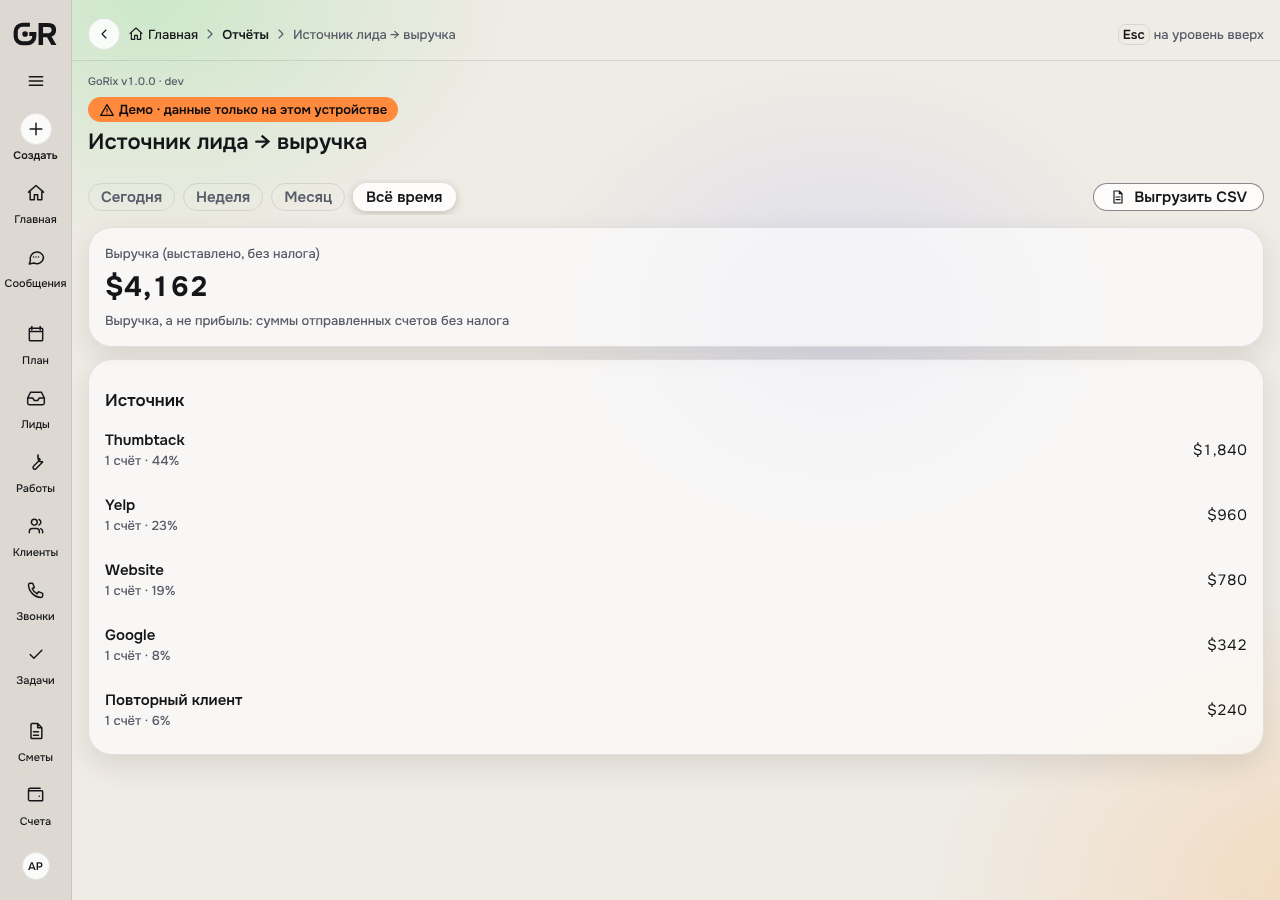 GR
Главная
Отчёты
Источник лида → выручка
Esc на уровень вверх
GoRix v1.0.0 · dev
Демо · данные только на этом устройстве
Источник лида → выручка
Сегодня
Неделя
Месяц
Всё время
Выгрузить CSV
Выручка (выставлено, без налога)
$4,162
Выручка, а не прибыль: суммы отправленных счетов без налога
Источник
Thumbtack
1 счёт · 44%
$1,840
Yelp
1 счёт · 23%
$960
Website
1 счёт · 19%
$780
Google
1 счёт · 8%
$342
Повторный клиент
1 счёт · 6%
$240
Создать
Главная
Сообщения
План
Лиды
Работы
Клиенты
Звонки
Задачи
Сметы
Счета
AP